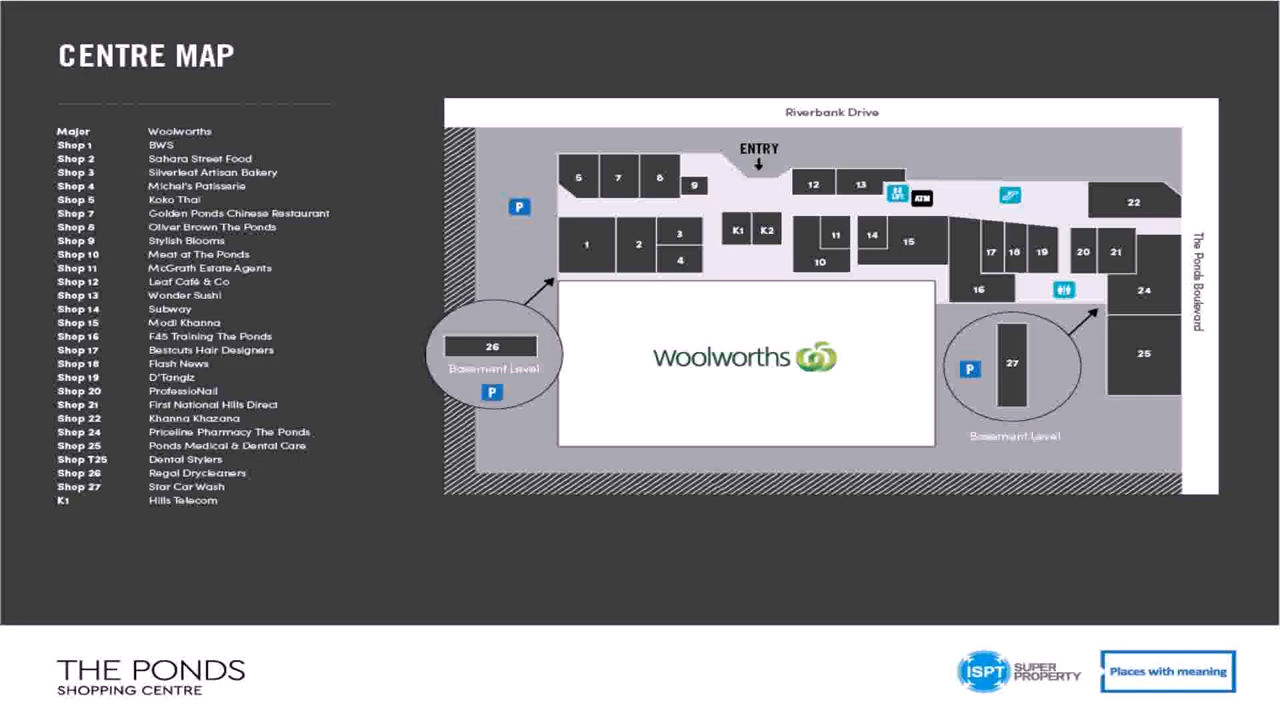 CENTRE MAP
Major Woolworths
Shop 1 BWS
Shop 2 Sahara Street Food
Shop 3 Silverleaf Artisan Bakery
Shop 4 Michel's Patisserie
Shop 5 Koko Thai
Shop 7 Golden Ponds Chinese Restaurant
Shop 8 Oliver Brown The Ponds
Shop 9 Stylish Blooms
Shop 10 Meat at The Ponds
Shop 11 McGrath Estate Agents
Shop 12 Leaf Café & Co
Shop 13 Wonder Sushi
Shop 14 Subway
Shop 15 Modi Khanna
Shop 16 F45 Training The Ponds
Shop 17 Bestcuts Hair Designers
Shop 18 Flash News
Shop 19 D'Tanglz
Shop 20 ProfessioNail
Shop 21 First National Hills Direct
Shop 22 Khanna Khazana
Shop 24 Priceline Pharmacy The Ponds
Shop 25 Ponds Medical & Dental Care
Shop T25 Dental Stylers
Shop 26 Regal Drycleaners
Shop 27 Star Car Wash
K1 Hills Telecom
Riverbank Drive
ENTRY
5 7 8 9 12 13 LIFT ATM 22
P
1 2 3 4 K1 K2 11 10 14 15 17 18 19 20 21
16 24
The Ponds Boulevard
26
Basement Level
P
Woolworths
P 27 25
Basement Level
THE PONDS
SHOPPING CENTRE
ISPT SUPER PROPERTY
Places with meaning